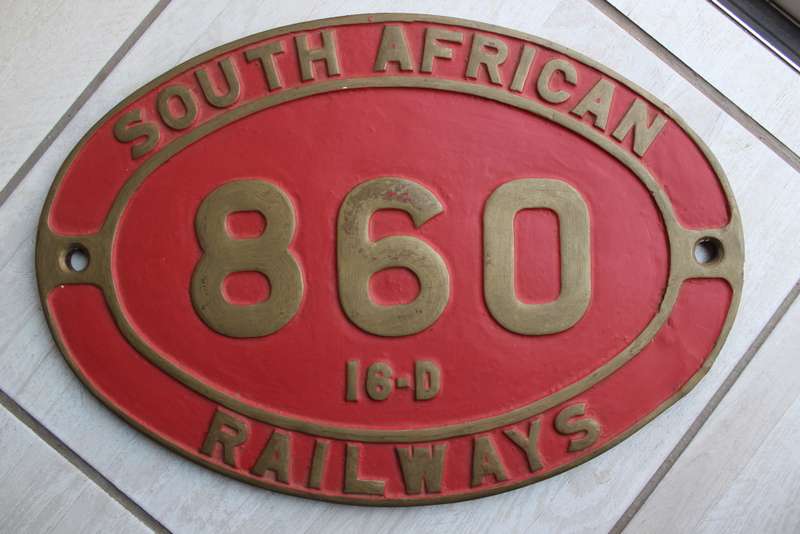 SOUTH AFRICAN
860
16-D
RAILWAYS